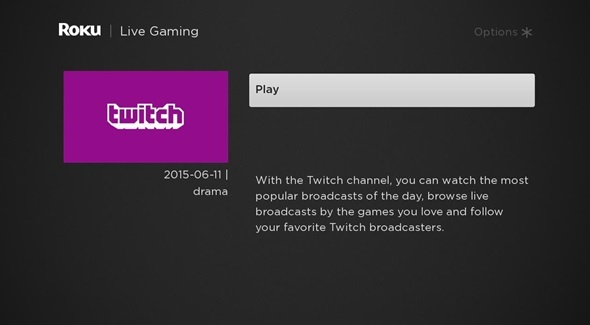 Roku | Live Gaming
Options *
twitch
Play
2015-06-11 |
drama
With the Twitch channel, you can watch the most
popular broadcasts of the day, browse live
broadcasts by the games you love and follow
your favorite Twitch broadcasters.